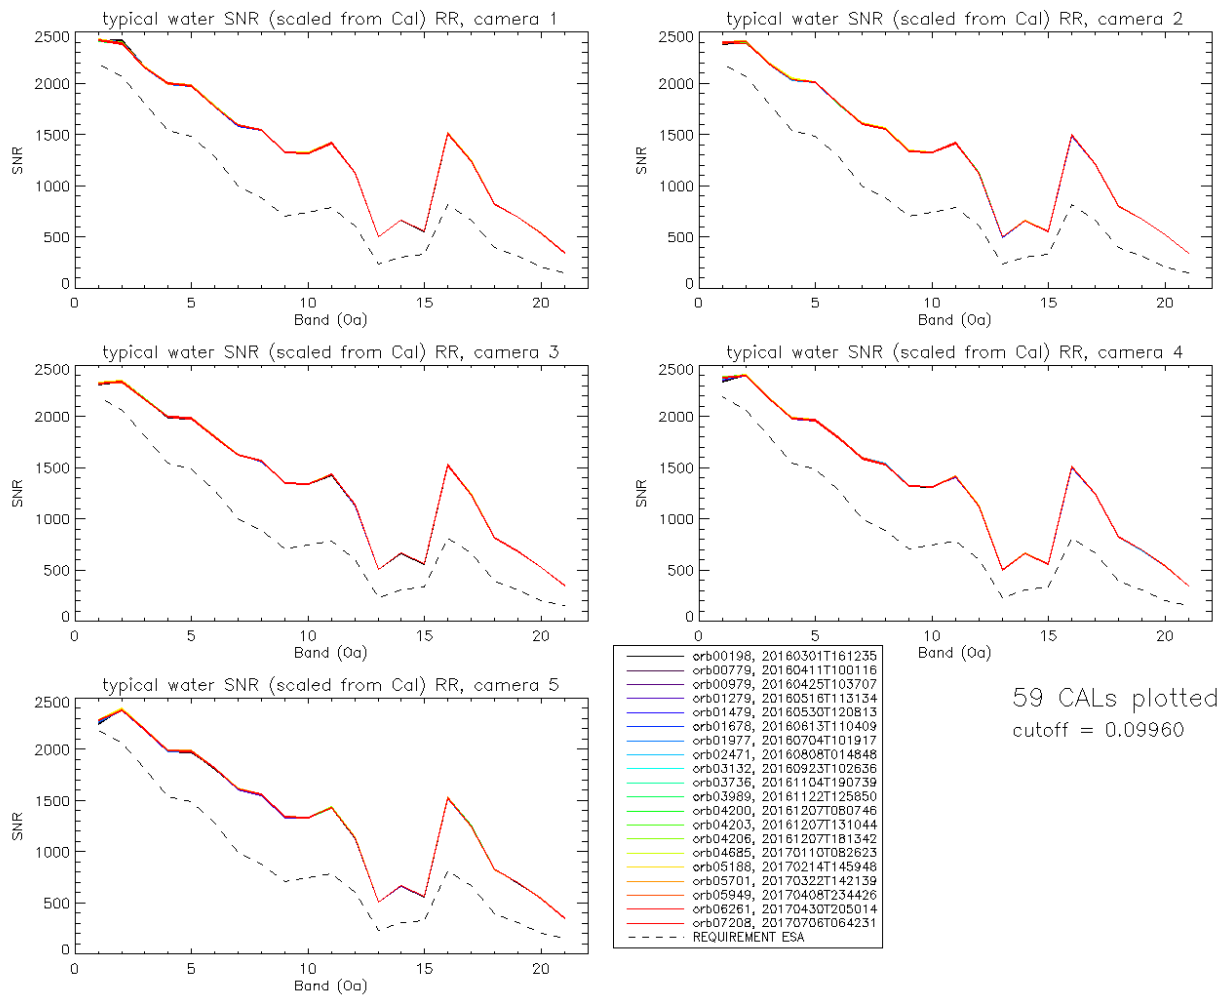 typical water SNR (scaled from Cal) RR, camera 1
2500
2000
1500
1000
500
0
SNR
0 5 10 15 20
Band (Oa)
typical water SNR (scaled from Cal) RR, camera 2
2500
2000
1500
1000
500
0
SNR
0 5 10 15 20
Band (Oa)
typical water SNR (scaled from Cal) RR, camera 3
2500
2000
1500
1000
500
0
SNR
0 5 10 15 20
Band (Oa)
typical water SNR (scaled from Cal) RR, camera 4
2500
2000
1500
1000
500
0
SNR
0 5 10 15 20
Band (Oa)
typical water SNR (scaled from Cal) RR, camera 5
2500
2000
1500
1000
500
0
SNR
0 5 10 15 20
Band (Oa)
orb00198, 20160301T161235
orb00779, 20160411T100116
orb00979, 20160425T103707
orb01279, 20160516T113134
orb01479, 20160530T120813
orb01678, 20160613T110409
orb01977, 20160704T101917
orb02471, 20160808T014848
orb03132, 20160923T102636
orb03736, 20161104T190739
orb03989, 20161122T125850
orb04200, 20161207T080746
orb04203, 20161207T131044
orb04206, 20161207T181342
orb04685, 20170110T082623
orb05188, 20170214T145948
orb05701, 20170322T142139
orb05949, 20170408T234426
orb06261, 20170430T205014
orb07208, 20170706T064231
REQUIREMENT ESA
59 CALs plotted
cutoff = 0.09960